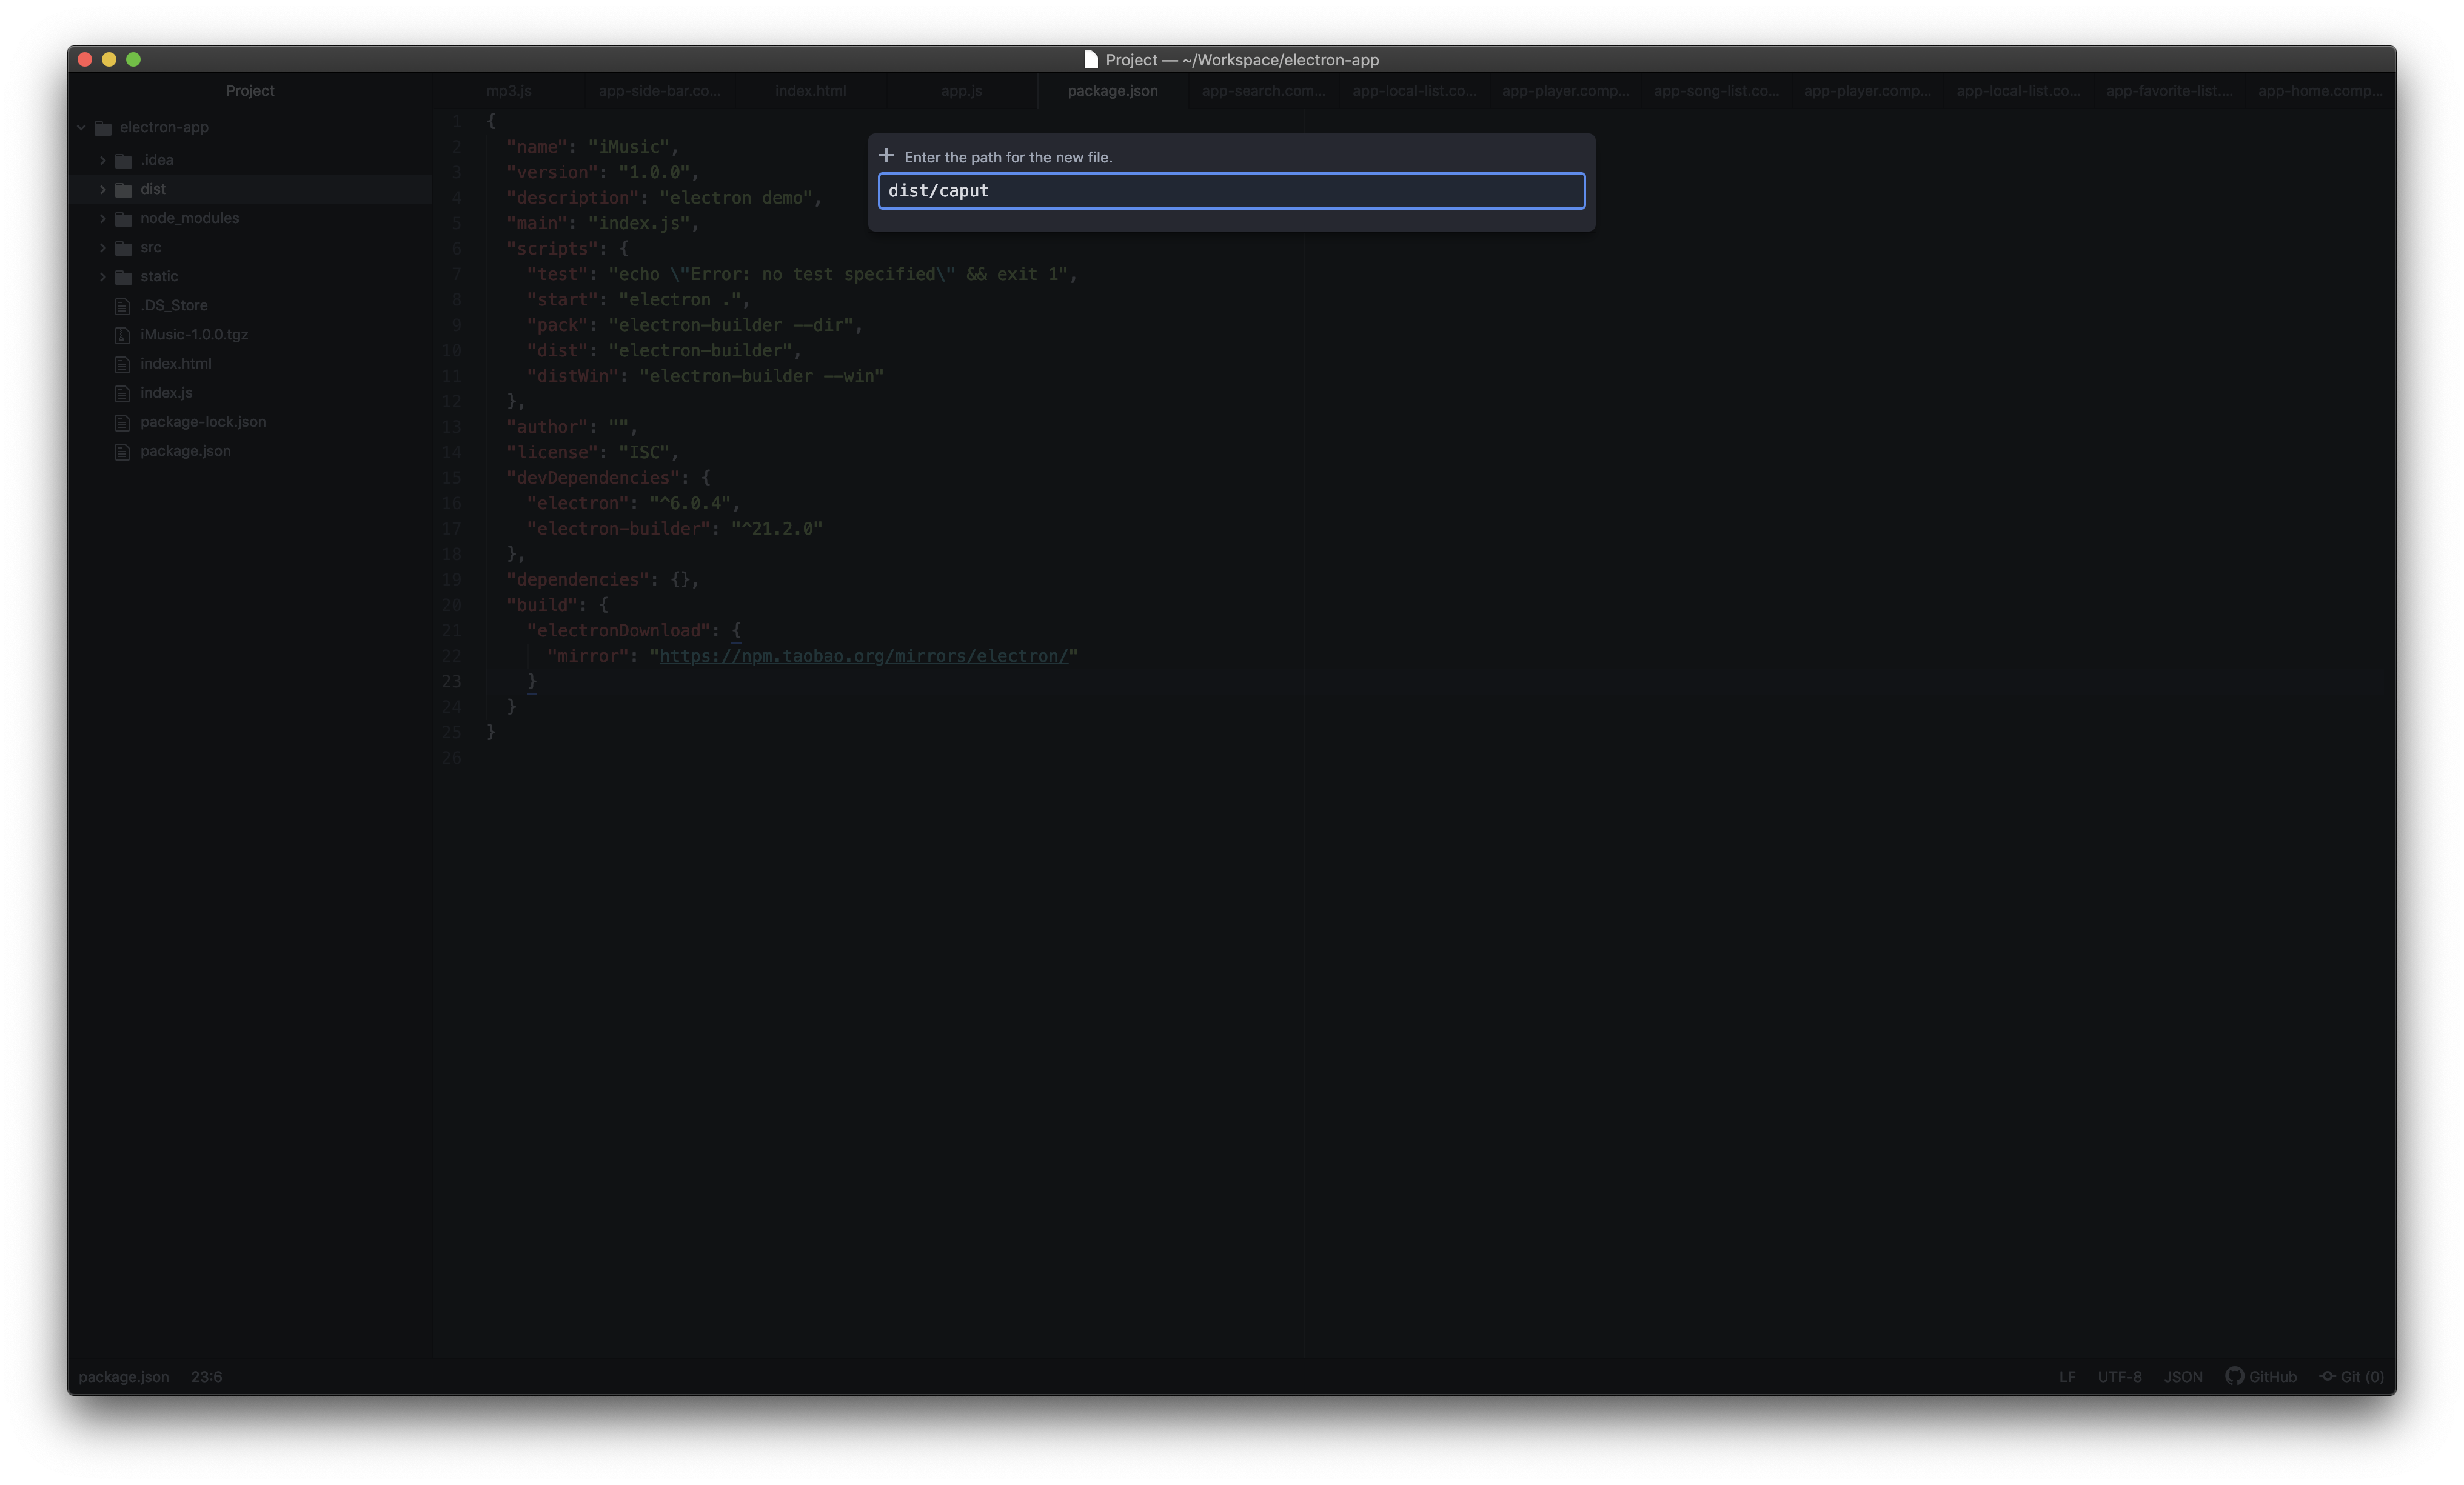 Project — ~/Workspace/electron-app
Project
mp3.js
app-side-bar.co...
index.html
app.js
package.json
app-search.com...
app-local-list.co...
app-player.comp...
app-song-list.co...
app-player.comp...
app-local-list.co...
app-favorite-list....
app-home.comp...
electron-app
.idea
dist
node_modules
src
static
.DS_Store
iMusic-1.0.0.tgz
index.html
index.js
package-lock.json
package.json
Enter the path for the new file.
dist/caput
1 {
2 "name": "iMusic",
3 "version": "1.0.0",
4 "description": "electron demo",
5 "main": "index.js",
6 "scripts": {
7 "test": "echo \"Error: no test specified\" && exit 1",
8 "start": "electron .",
9 "pack": "electron-builder --dir",
10 "dist": "electron-builder",
11 "distWin": "electron-builder --win"
12 },
13 "author": "",
14 "license": "ISC",
15 "devDependencies": {
16 "electron": "^6.0.4",
17 "electron-builder": "^21.2.0"
18 },
19 "dependencies": {},
20 "build": {
21 "electronDownload": {
22 "mirror": "https://npm.taobao.org/mirrors/electron/"
23 }
24 }
25 }
26
package.json 23:6
LF UTF-8 JSON GitHub Git (0)